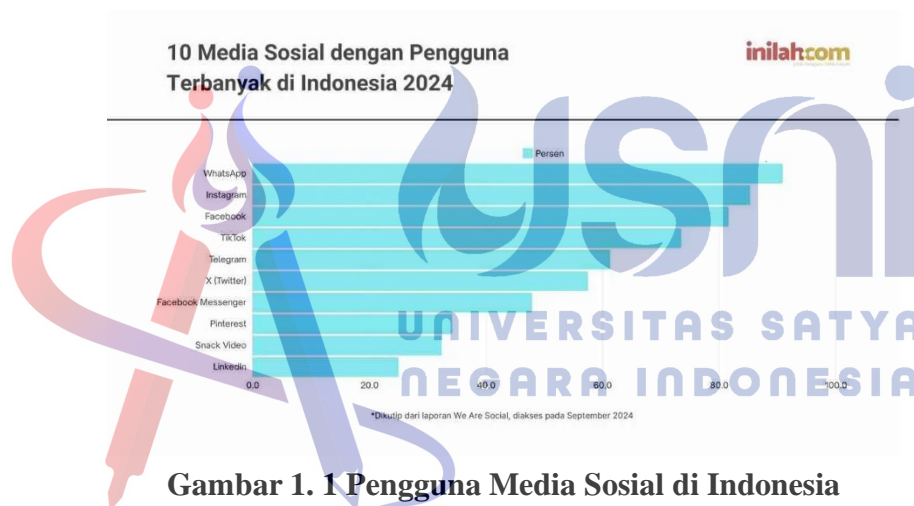 10 Media Sosial dengan Pengguna
Terbanyak di Indonesia 2024
inilah.com
Persen
WhatsApp
Instagram
Facebook
TikTok
Telegram
X (Twitter)
Facebook Messenger
Pinterest
Snack Video
Linkedin
0.0 20.0 40.0 60.0 80.0 100.0
*Dikutip dari laporan We Are Social, diakses pada September 2024
usni
UNIVERSITAS SATYA
NEGARA INDONESIA
Gambar 1. 1 Pengguna Media Sosial di Indonesia